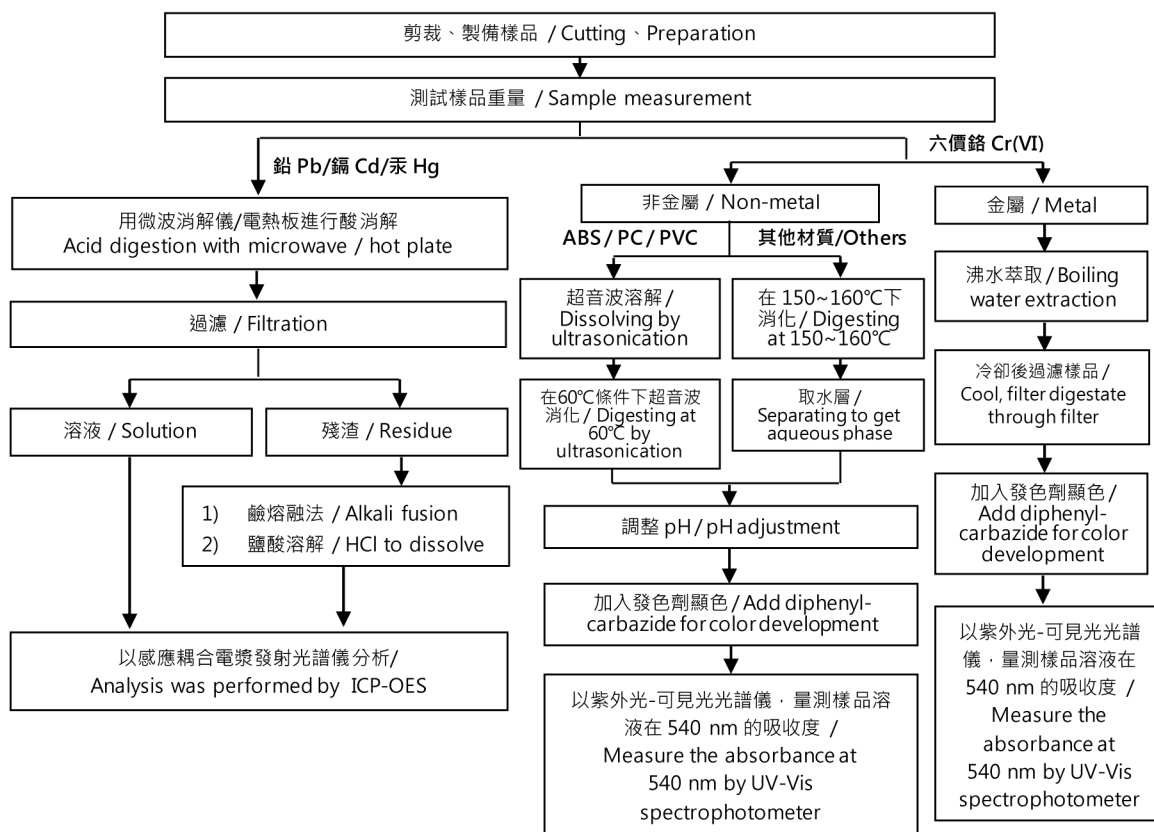 剪裁、製備樣品 / Cutting、Preparation
測試樣品重量 / Sample measurement
鉛 Pb/鎘 Cd/汞 Hg
六價鉻 Cr(VI)
用微波消解儀/電熱板進行酸消解
Acid digestion with microwave / hot plate
過濾 / Filtration
溶液 / Solution
殘渣 / Residue
1) 鹼熔融法 / Alkali fusion
2) 鹽酸溶解 / HCl to dissolve
以感應耦合電漿發射光譜儀分析/
Analysis was performed by ICP-OES
非金屬 / Non-metal
ABS / PC / PVC
其他材質/Others
超音波溶解 /
Dissolving by
ultrasonication
在60℃條件下超音波
消化 / Digesting at
60℃ by
ultrasonication
在 150~160℃下
消化 / Digesting
at 150~160℃
取水層 /
Separating to get
aqueous phase
調整 pH / pH adjustment
加入發色劑顯色 / Add diphenyl-
carbazide for color development
以紫外光-可見光光譜儀，量測樣品溶
液在 540 nm 的吸收度 /
Measure the absorbance at
540 nm by UV-Vis
spectrophotometer
金屬 / Metal
沸水萃取 / Boiling
water extraction
冷卻後過濾樣品 /
Cool, filter digestate
through filter
加入發色劑顯色 /
Add diphenyl-
carbazide for color
development
以紫外光-可見光光譜
儀，量測樣品溶液在
540 nm 的吸收度 /
Measure the
absorbance at
540 nm by UV-Vis
spectrophotometer